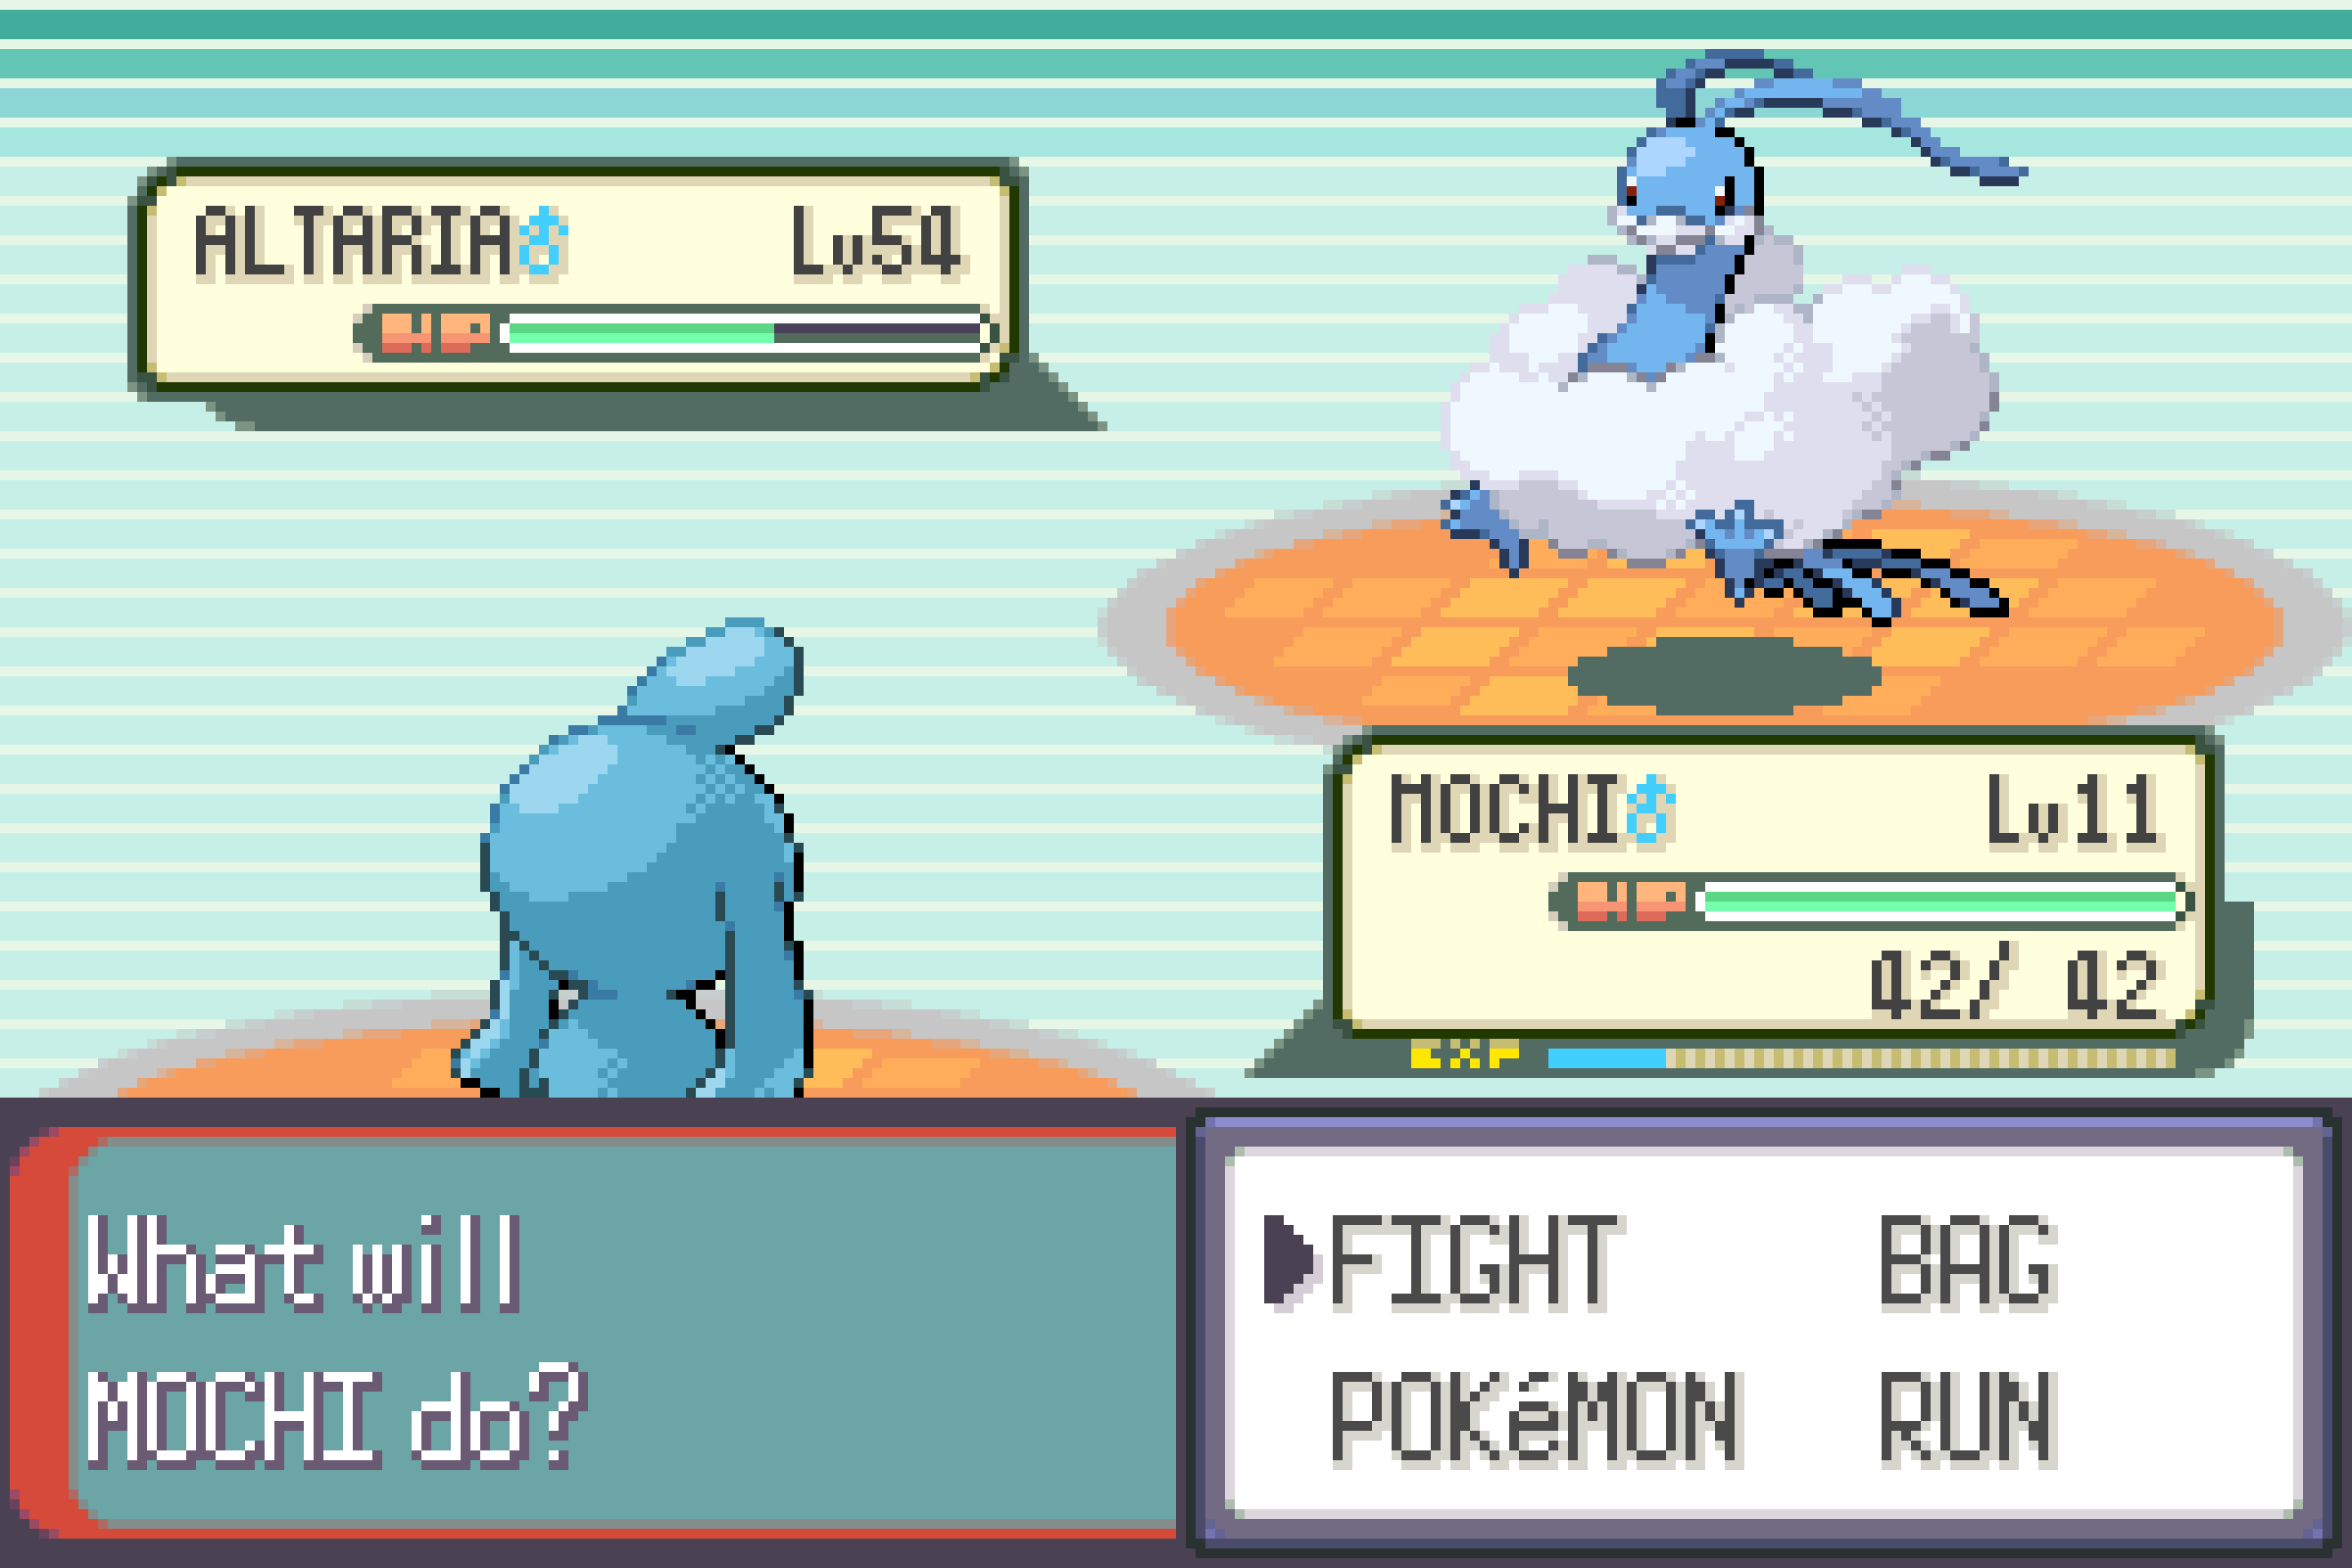 ALTARIA♂ Lv54
HP
MOCHI♂ Lv11
HP
42/ 42
EXP
What will
MOCHI do?
FIGHT BAG
POKéMON RUN